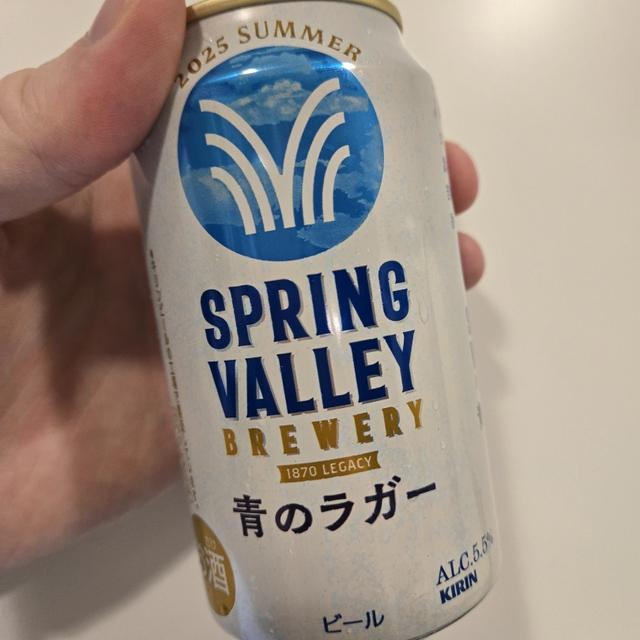 2025 SUMMER
SPRING
VALLEY
BREWERY
1870 LEGACY
青のラガー
酒
ALC.5.5%
KIRIN
ビール